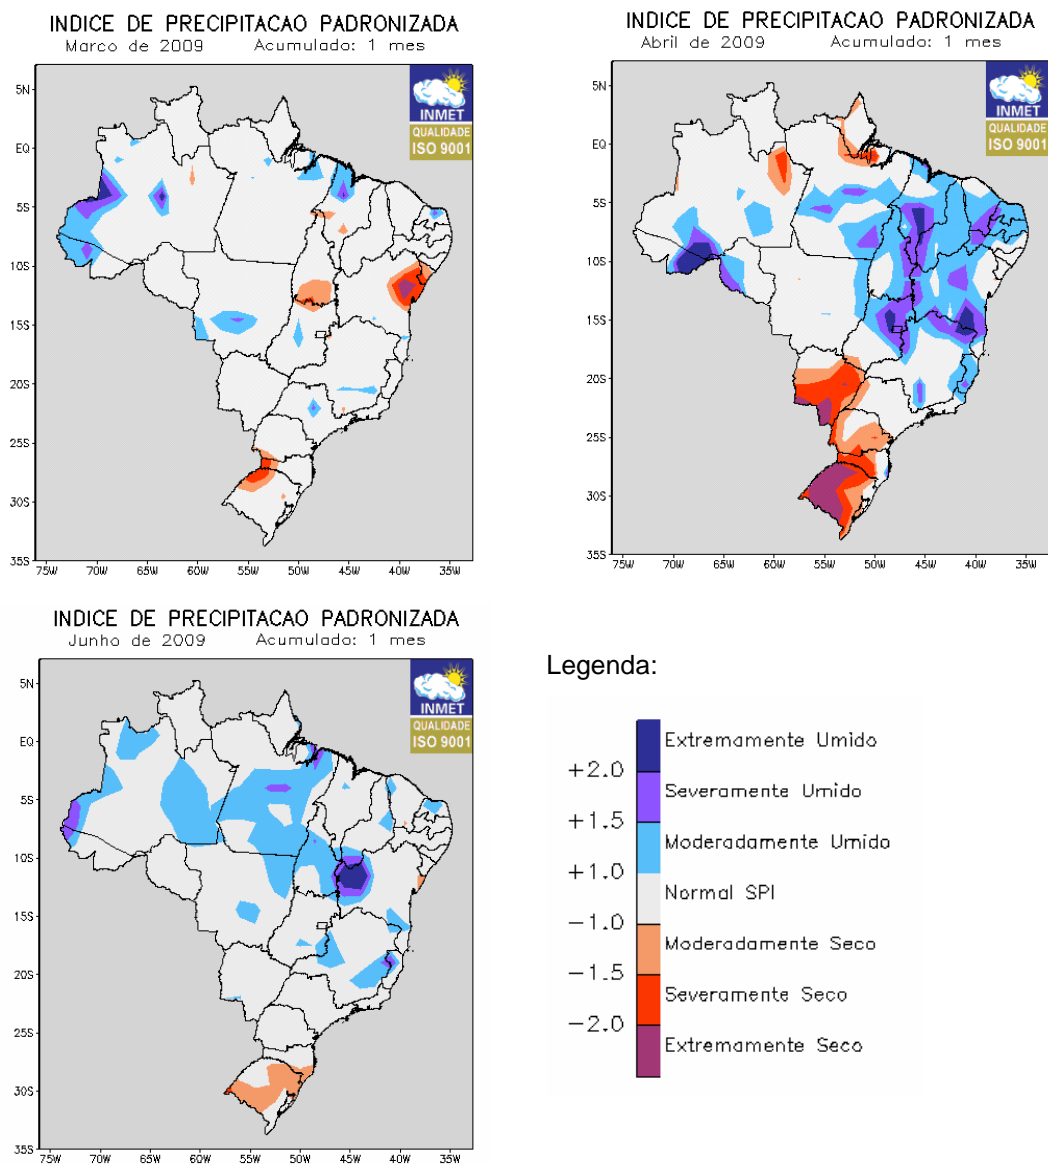 INDICE DE PRECIPITACAO PADRONIZADA
Marco de 2009 Acumulado: 1 mes
INMET
QUALIDADE
ISO 9001
5N
EQ
5S
10S
15S
20S
25S
30S
35S
75W 70W 65W 60W 55W 50W 45W 40W 35W
INDICE DE PRECIPITACAO PADRONIZADA
Abril de 2009 Acumulado: 1 mes
INMET
QUALIDADE
ISO 9001
5N
EQ
5S
10S
15S
20S
25S
30S
35S
75W 70W 65W 60W 55W 50W 45W 40W 35W
INDICE DE PRECIPITACAO PADRONIZADA
Junho de 2009 Acumulado: 1 mes
INMET
QUALIDADE
ISO 9001
5N
EQ
5S
10S
15S
20S
25S
30S
35S
75W 70W 65W 60W 55W 50W 45W 40W 35W
Legenda:
Extremamente Umido
+2.0
Severamente Umido
+1.5
Moderadamente Umido
+1.0
Normal SPI
-1.0
Moderadamente Seco
-1.5
Severamente Seco
-2.0
Extremamente Seco